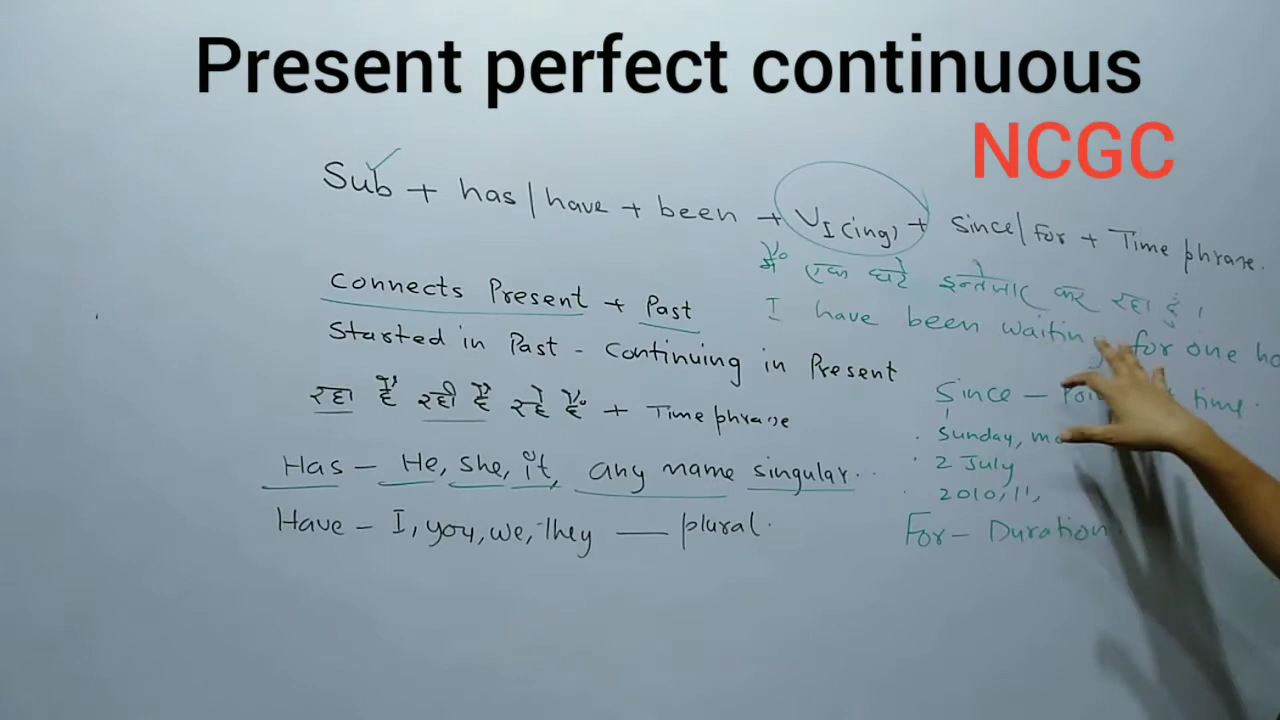 Present perfect continuous
NCGC
Sub + has/have + been + V1(ing) + Since/For + Time phrase.
Connects Present + Past
मैं एक घंटे इन्तेजार कर रहा हूँ ।
I have been waiting for one
Started in Past - Continuing in Present
रहा है रही है रहे हैं + Time phrase
Since - time.
Sunday,
2 July
2010, 11,
Has - He, she, it, any name singular..
Have - I, you, we, They — plural.
For - Duration